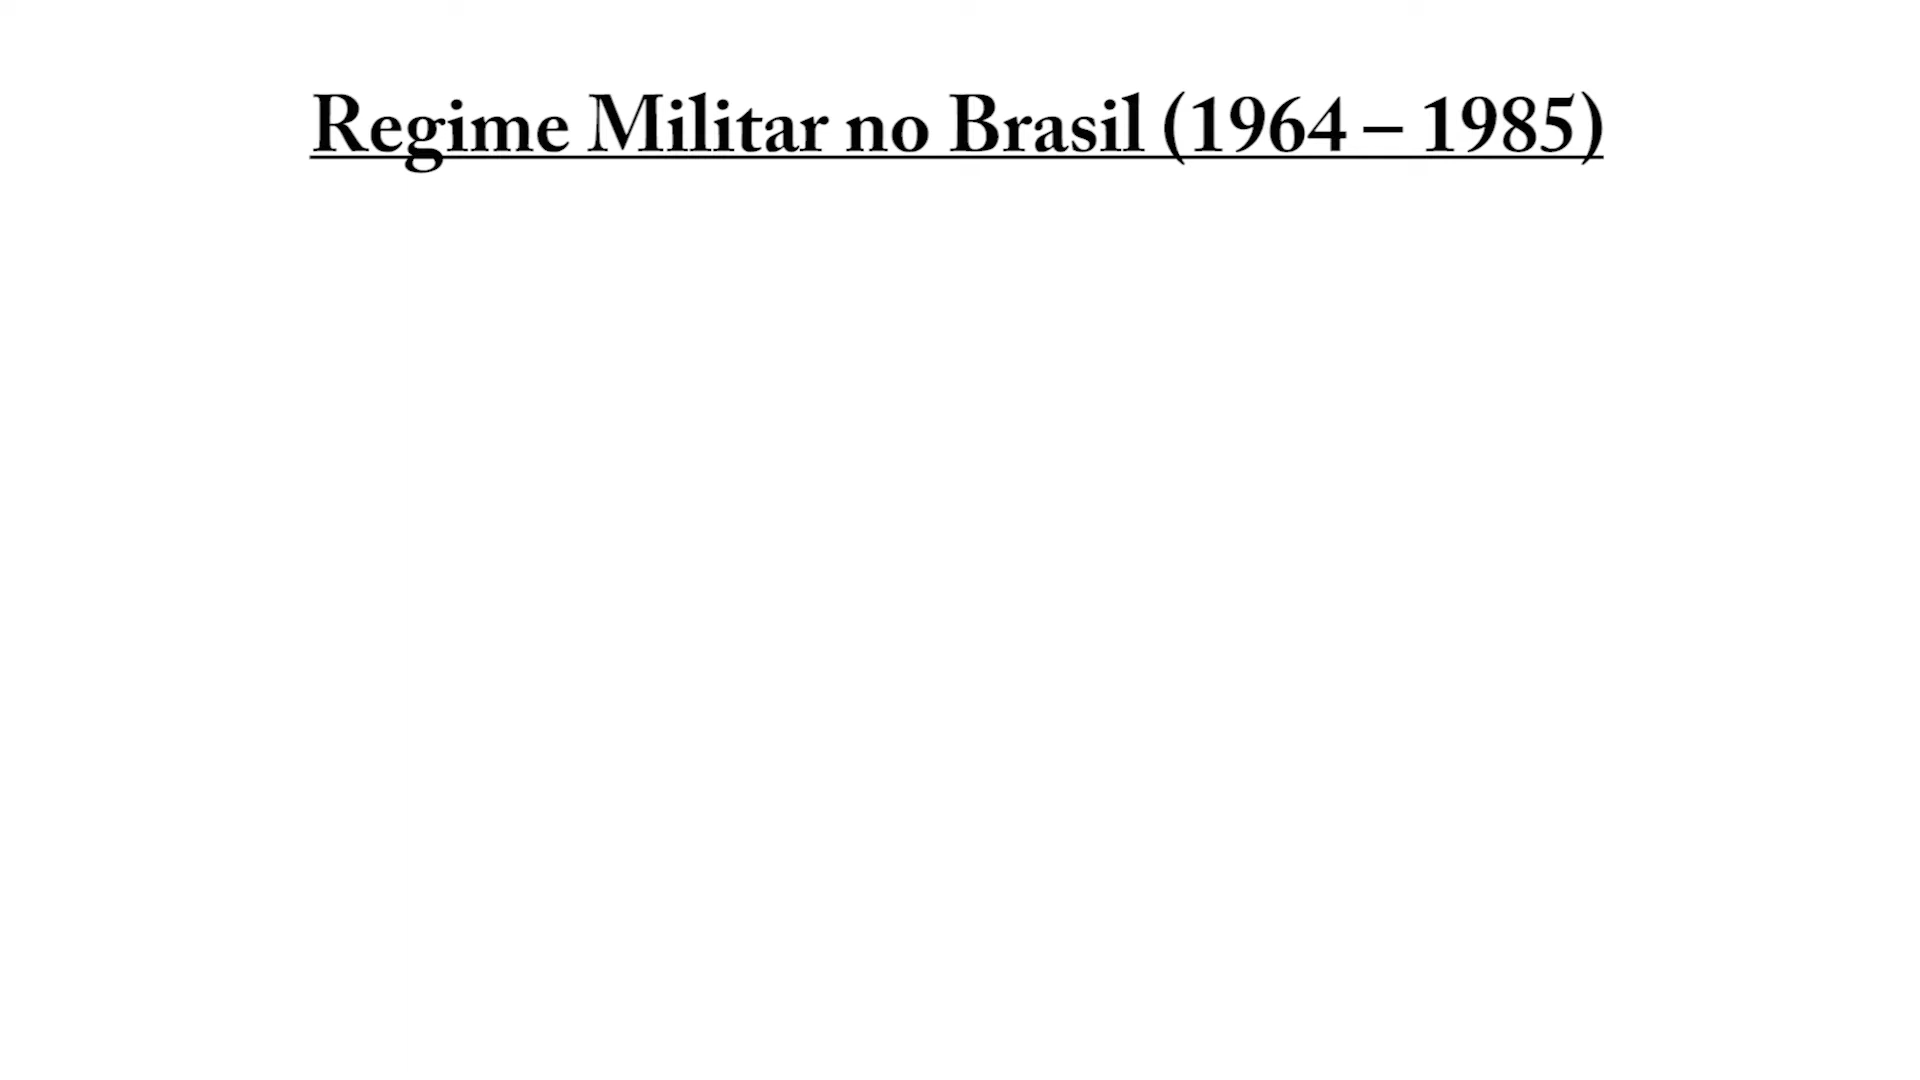 Regime Militar no Brasil (1964 – 1985)